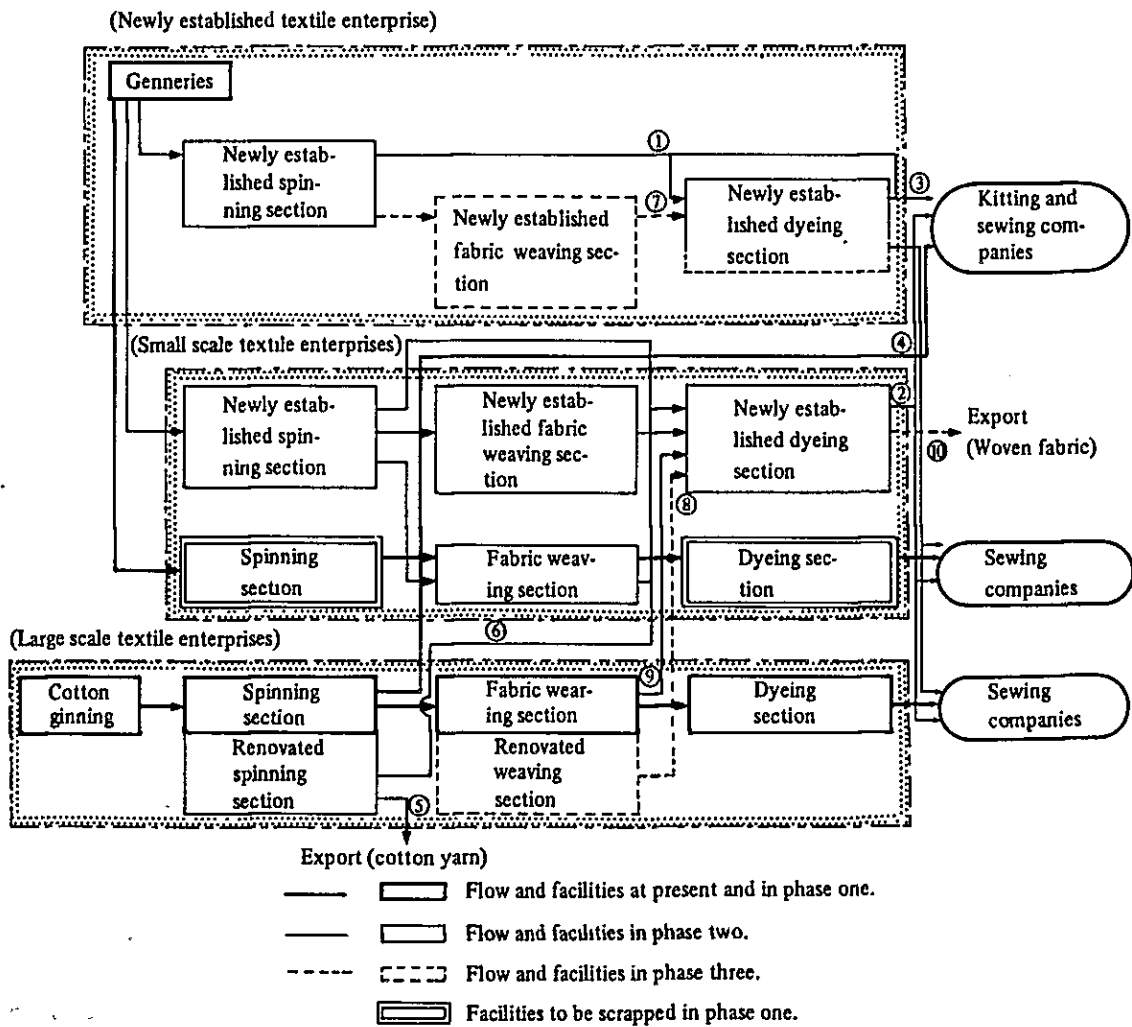 (Newly established textile enterprise)
Genneries
Newly estab-
lished spin-
ning section
①
Newly established
fabric weaving sec-
tion
⑦
Newly estab-
lished dyeing
section
③
Kitting and
sewing com-
panies
(Small scale textile enterprises)
④
Newly estab-
lished spin-
ning section
Newly estab-
lished fabric
weaving sec-
tion
Newly estab-
lished dyeing
section
②
Export
(Woven fabric)
⑩
⑧
Spinning
section
Fabric weav-
ing section
Dyeing sec-
tion
Sewing
companies
⑥
(Large scale textile enterprises)
Cotton
ginning
Spinning
section
Renovated
spinning
section
⑤
Fabric wear-
ing section
⑨
Renovated
weaving
section
Dyeing
section
Sewing
companies
Export (cotton yarn)
Flow and facilities at present and in phase one.
Flow and facilities in phase two.
Flow and facilities in phase three.
Facilities to be scrapped in phase one.